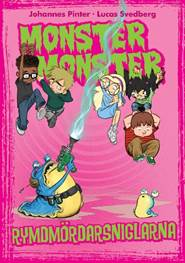 Johannes Pinter • Lucas Svedberg
MONSTER
MONSTER
RYMDMÖRDARSNIGLARNA